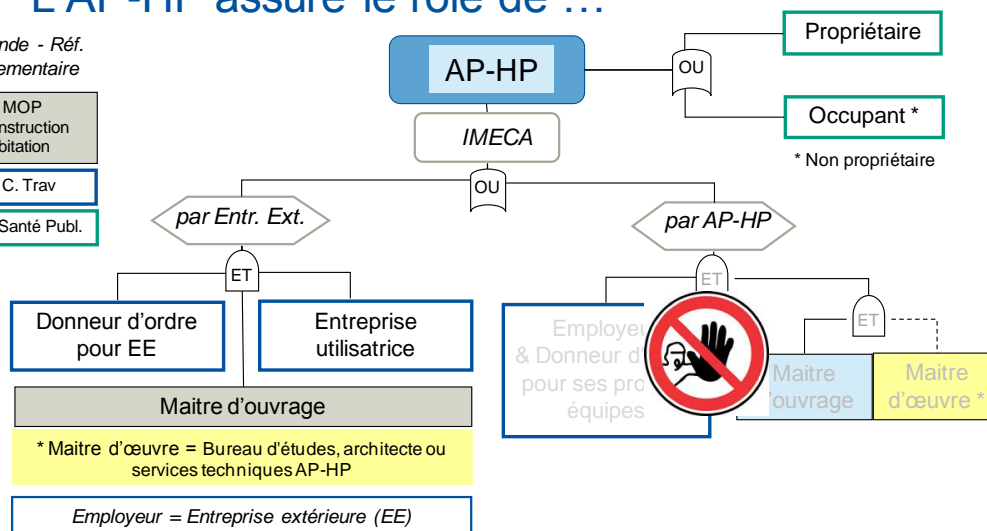 L'AP-HP assure le rôle de …
nde - Réf.
ementaire
MOP
nstruction
bitation
C. Trav
Santé Publ.
AP-HP
IMECA
OU
Propriétaire
Occupant *
* Non propriétaire
OU
par Entr. Ext.
par AP-HP
ET
ET
ET
Donneur d'ordre
pour EE
Entreprise
utilisatrice
Employeu
& Donneur d'
pour ses pro
équipes
Maitre
'ouvrage
Maitre
d'œuvre *
Maitre d'ouvrage
* Maitre d'œuvre = Bureau d'études, architecte ou
services techniques AP-HP
Employeur = Entreprise extérieure (EE)